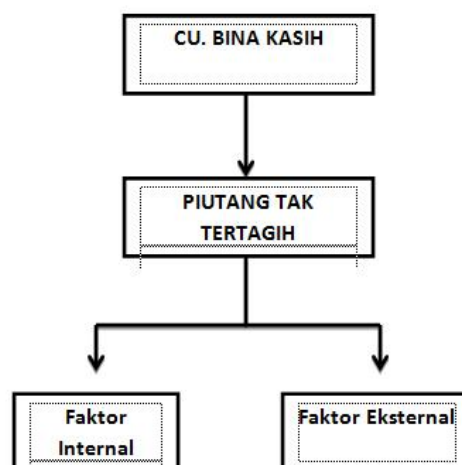 CU. BINA KASIH
PIUTANG TAK
TERTAGIH
Faktor
Internal
Faktor Eksternal